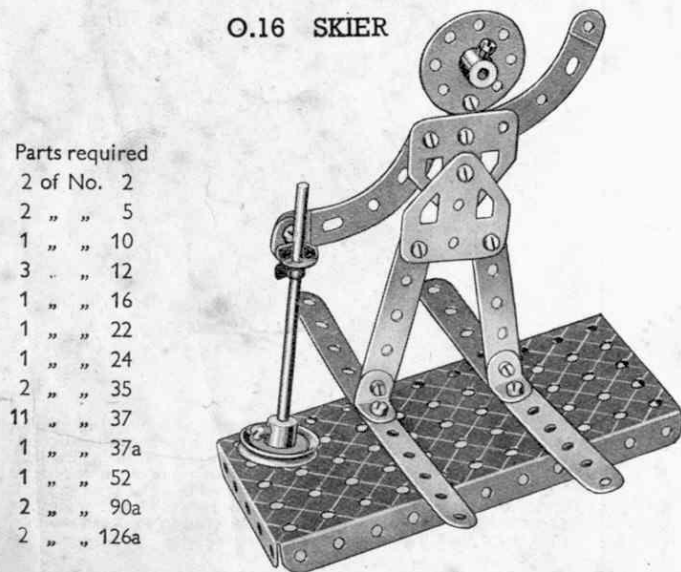 O.16 SKIER
Parts required
2 of No. 2
2 „ „ 5
1 „ „ 10
3 „ „ 12
1 „ „ 16
1 „ „ 22
1 „ „ 24
2 „ „ 35
11 „ „ 37
1 „ „ 37a
1 „ „ 52
2 „ „ 90a
2 „ „ 126a